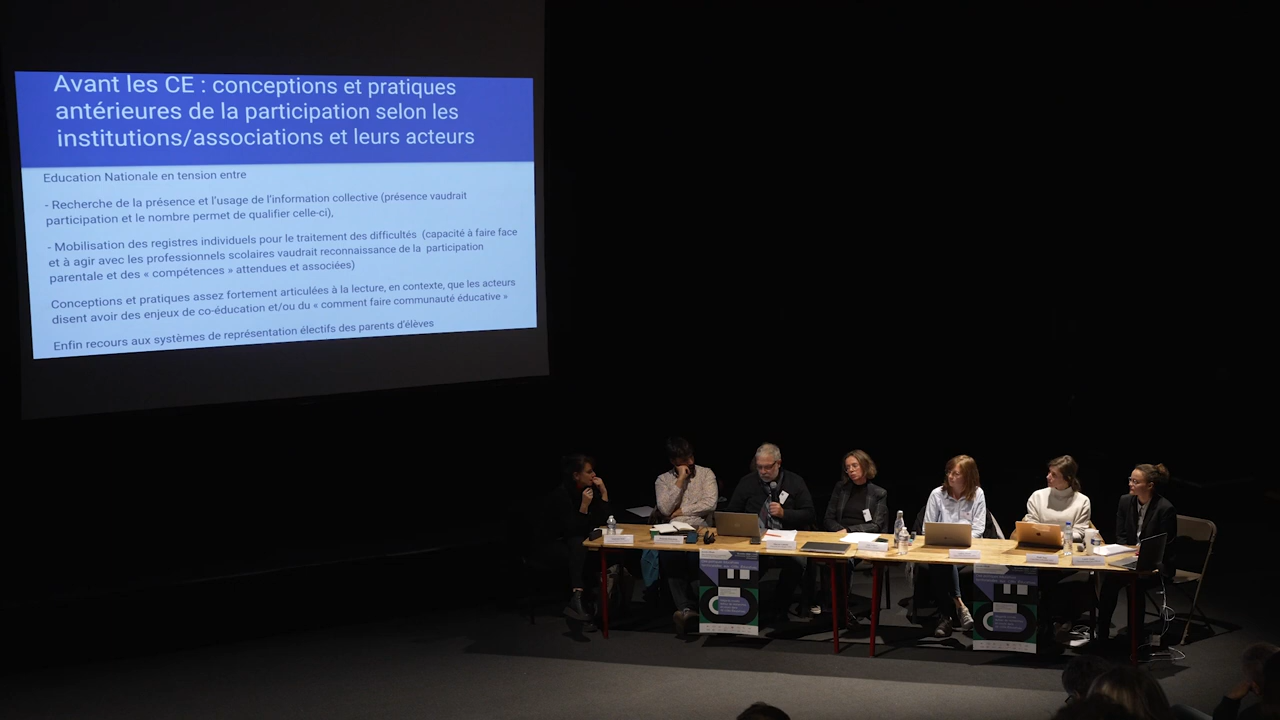 Avant les CE : conceptions et pratiques
antérieures de la participation selon les
institutions/associations et leurs acteurs
Education Nationale en tension entre
- Recherche de la présence et l'usage de l'information collective (présence vaudrait
participation et le nombre permet de qualifier celle-ci),
- Mobilisation des registres individuels pour le traitement des difficultés (capacité à faire face
et à agir avec les professionnels scolaires vaudrait reconnaissance de la participation
parentale et des « compétences » attendues et associées)
Conceptions et pratiques assez fortement articulées à la lecture, en contexte, que les acteurs
disent avoir des enjeux de co-éducation et/ou du « comment faire communauté éducative »
Enfin recours aux systèmes de représentation électifs des parents d'élèves